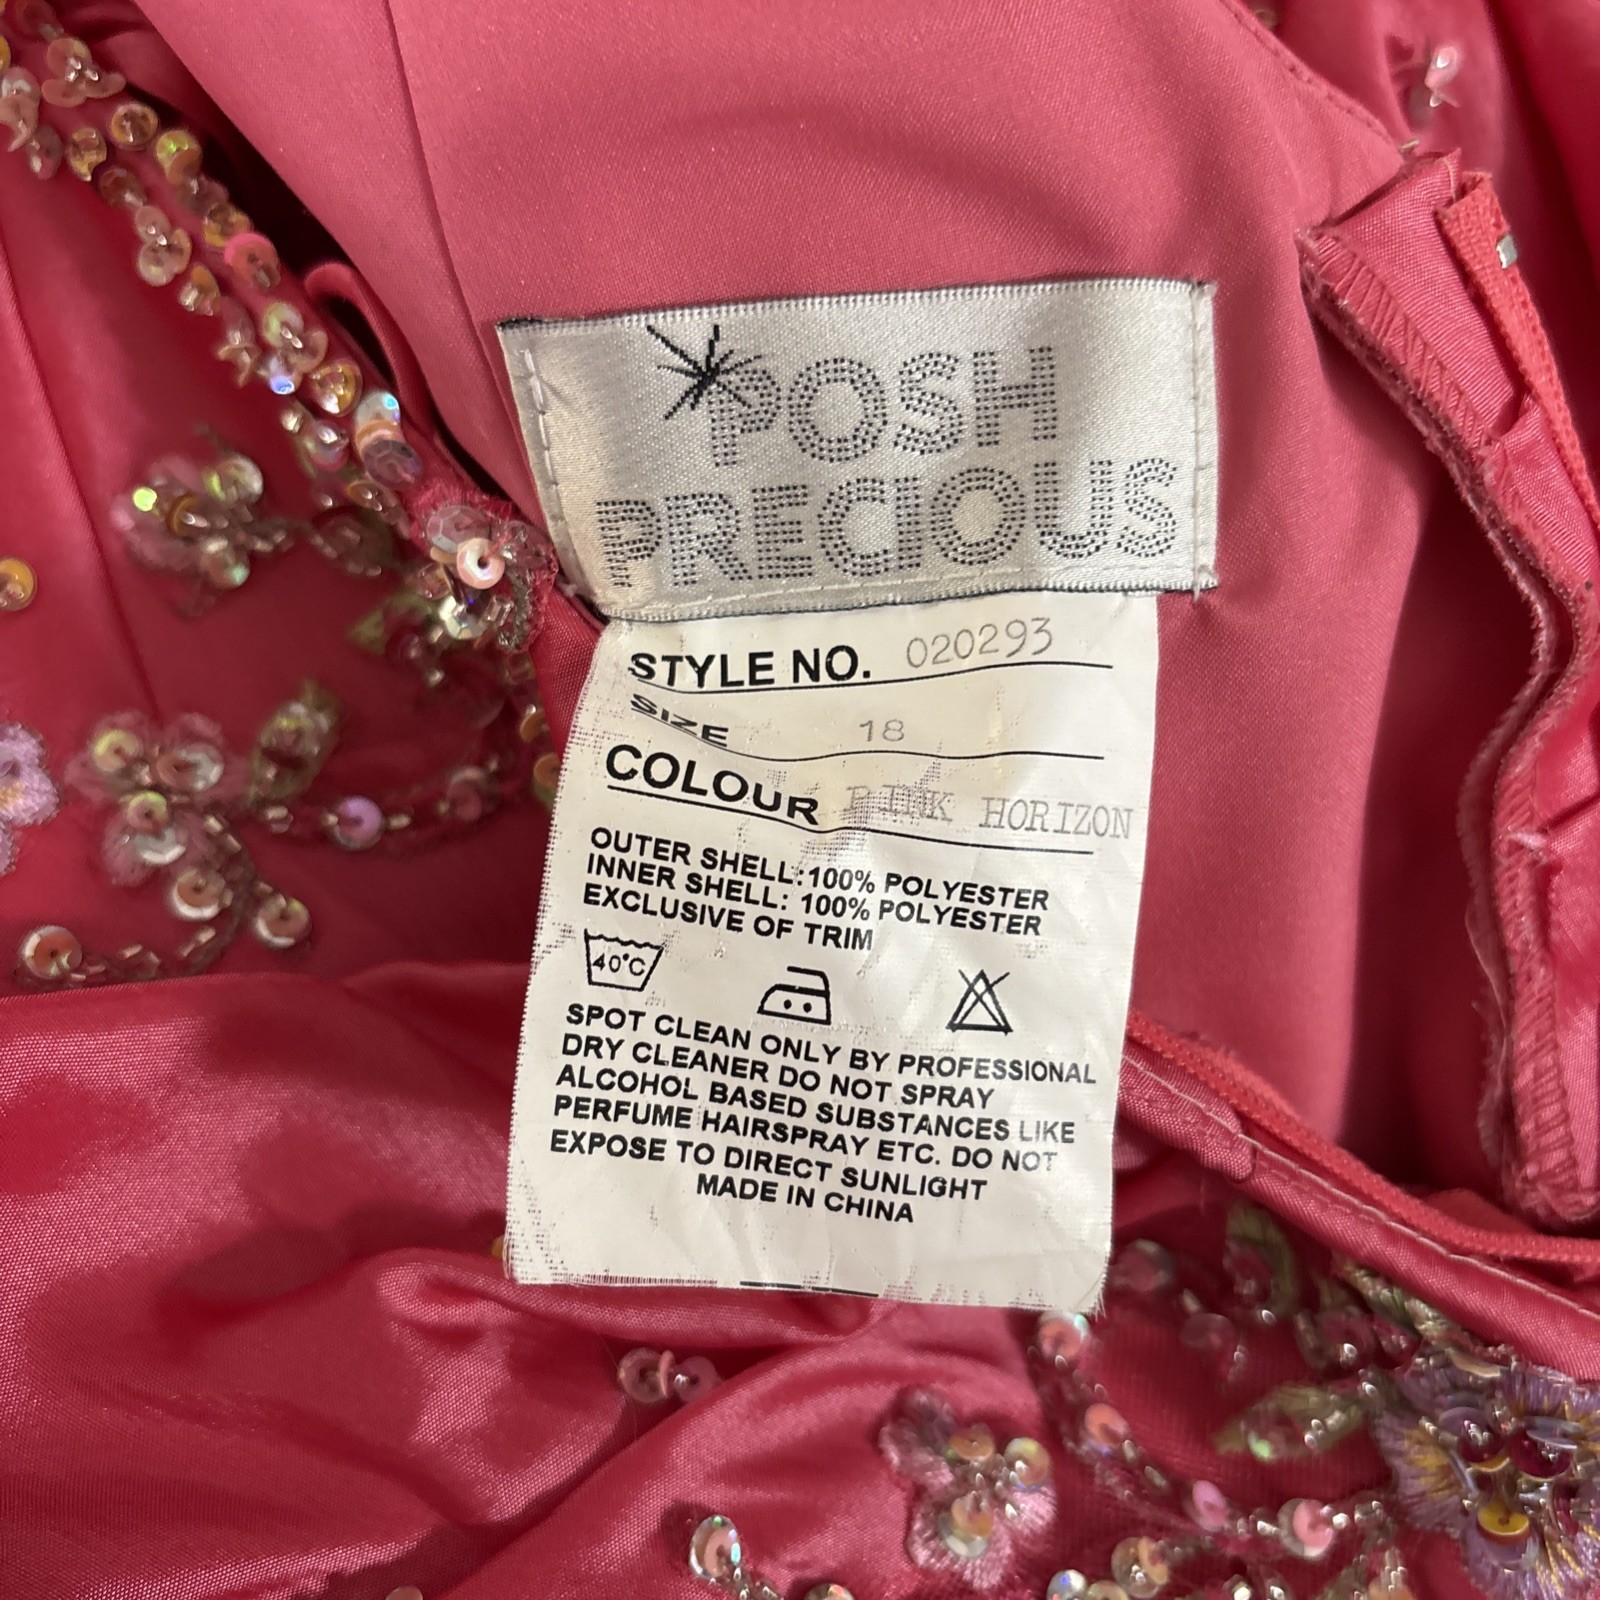 POSH
PRECIOUS
STYLE NO. 020293
SIZE 18
COLOUR PINK HORIZON
OUTER SHELL:100% POLYESTER
INNER SHELL: 100% POLYESTER
EXCLUSIVE OF TRIM
40°C
SPOT CLEAN ONLY BY PROFESSIONAL
DRY CLEANER DO NOT SPRAY
ALCOHOL BASED SUBSTANCES LIKE
PERFUME HAIRSPRAY ETC. DO NOT
EXPOSE TO DIRECT SUNLIGHT
MADE IN CHINA